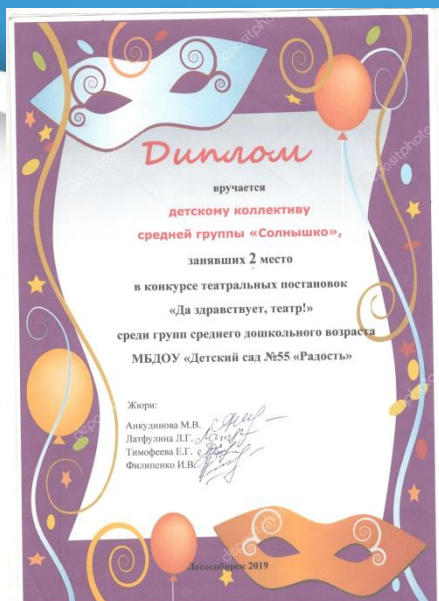 Диплом
вручается
детскому коллективу
средней группы «Солнышко»,
занявших 2 место
в конкурсе театральных постановок
«Да здравствует, театр!»
среди групп среднего дошкольного возраста
МБДОУ «Детский сад №55 «Радость»
Жюри:
Анкудинова М.В.
Латфулина Л.Г.
Тимофеева Е.Г.
Филипенко И.В.
Лесосибирск 2019